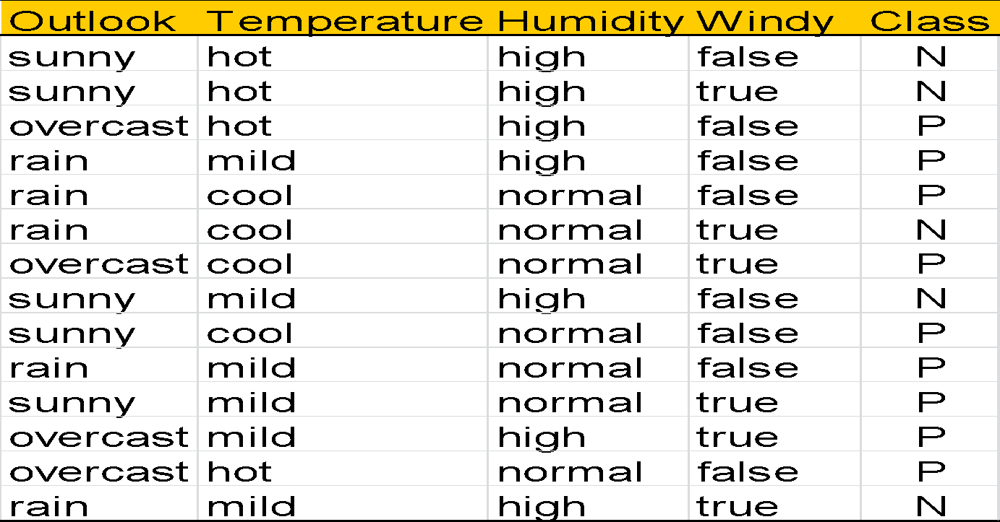 Outlook Temperature Humidity Windy Class
sunny hot high false N
sunny hot high true N
overcast hot high false P
rain mild high false P
rain cool normal false P
rain cool normal true N
overcast cool normal true P
sunny mild high false N
sunny cool normal false P
rain mild normal false P
sunny mild normal true P
overcast mild high true P
overcast hot normal false P
rain mild high true N